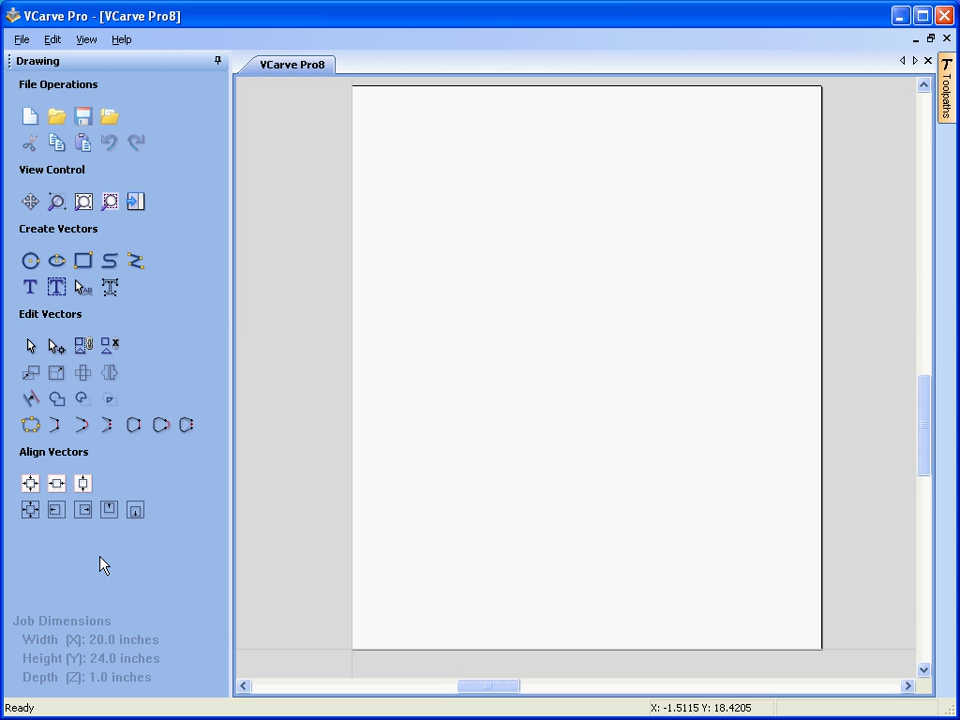 VCarve Pro - [VCarve Pro8]
File Edit View Help
Drawing
VCarve Pro8
Toolpaths
File Operations
View Control
Create Vectors
Edit Vectors
Align Vectors
Job Dimensions
Width (X): 20.0 inches
Height (Y): 24.0 inches
Depth (Z): 1.0 inches
Ready
X: -1.5115 Y: 18.4205